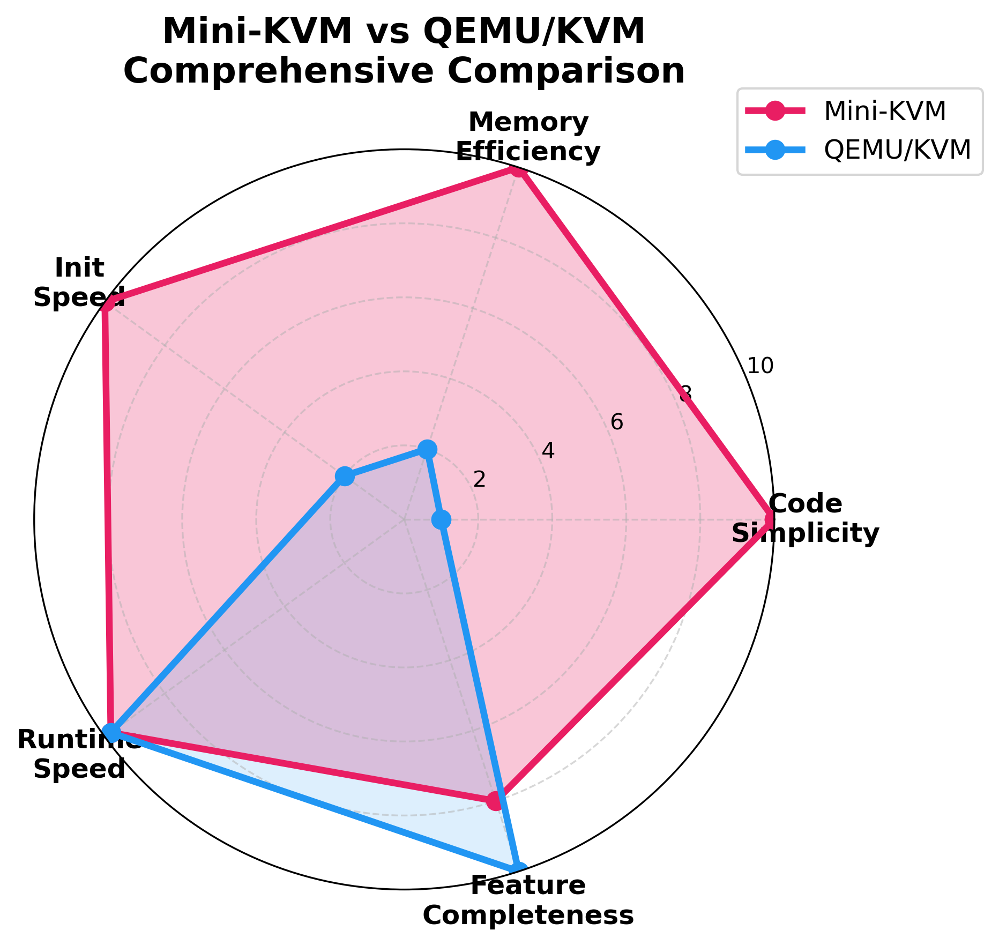 Mini-KVM vs QEMU/KVM
Comprehensive Comparison
Mini-KVM
QEMU/KVM
Memory
Efficiency
Init
Speed
10
8
6
4
2
Code
Simplicity
Runtime
Speed
Feature
Completeness